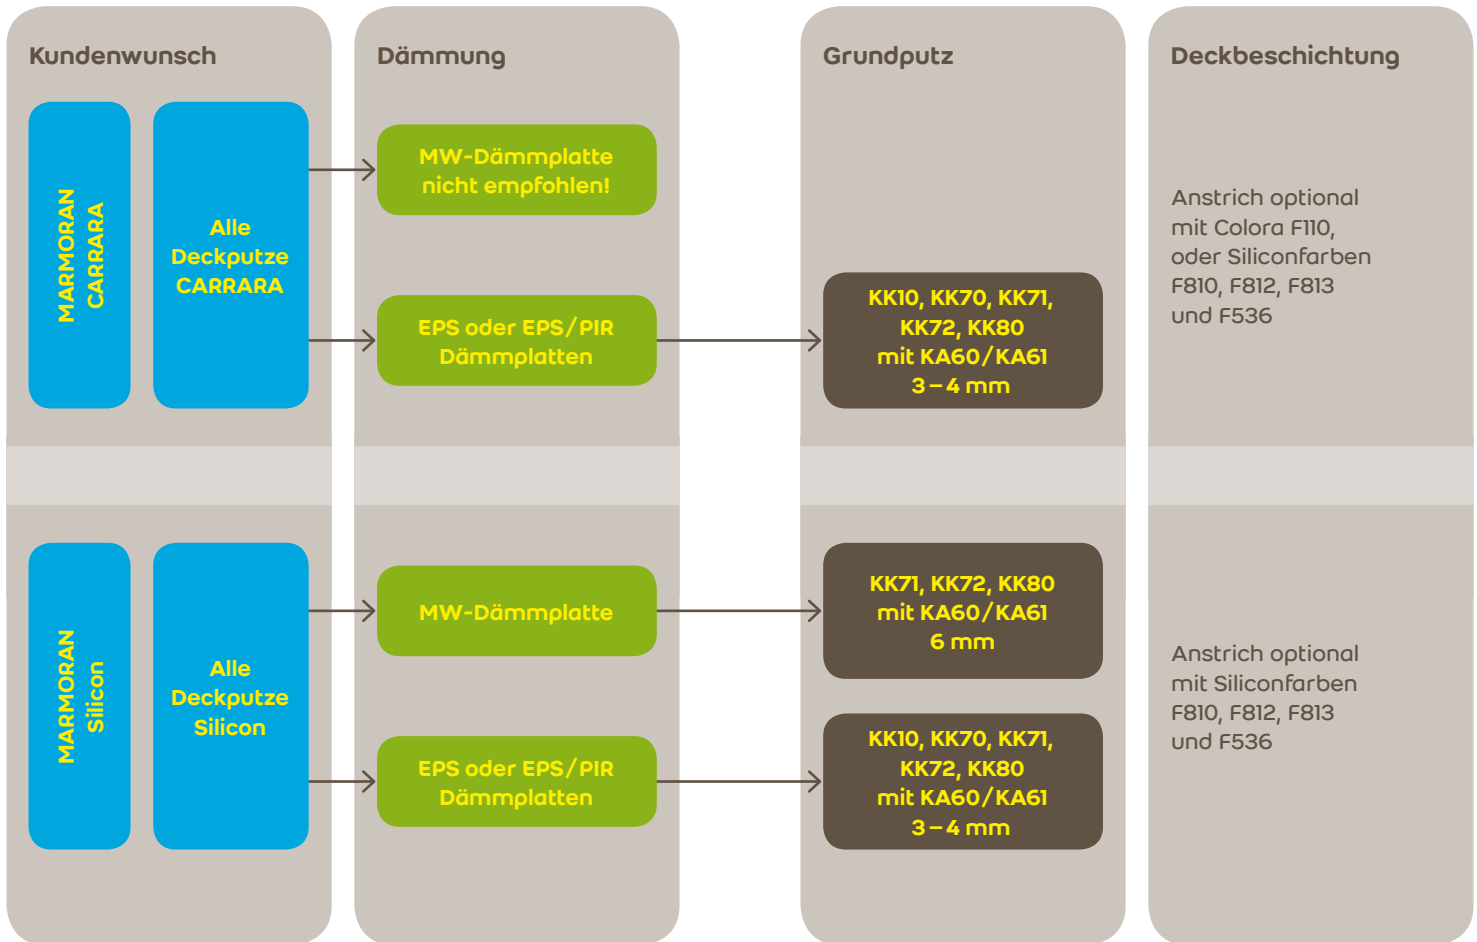 Kundenwunsch
Dämmung
Grundputz
Deckbeschichtung
MARMORAN
CARRARA
Alle
Deckputze
CARRARA
MW-Dämmplatte
nicht empfohlen!
EPS oder EPS/PIR
Dämmplatten
KK10, KK70, KK71,
KK72, KK80
mit KA60/KA61
3–4 mm
Anstrich optional
mit Colora F110,
oder Siliconfarben
F810, F812, F813
und F536
MARMORAN
Silicon
Alle
Deckputze
Silicon
MW-Dämmplatte
EPS oder EPS/PIR
Dämmplatten
KK71, KK72, KK80
mit KA60/KA61
6 mm
KK10, KK70, KK71,
KK72, KK80
mit KA60/KA61
3–4 mm
Anstrich optional
mit Siliconfarben
F810, F812, F813
und F536